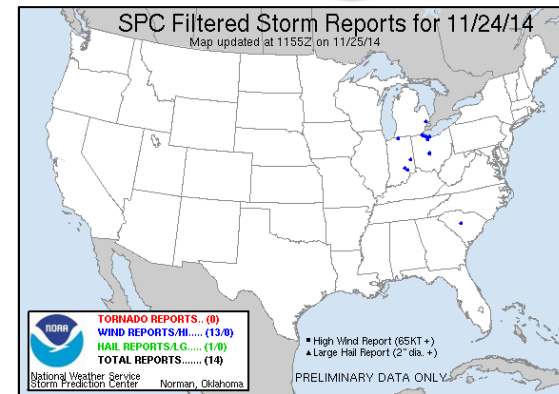 SPC Filtered Storm Reports for 11/24/14
Map updated at 1155Z on 11/25/14
TORNADO REPORTS.. (0)
WIND REPORTS/HI..... (13/0)
HAIL REPORTS/LG..... (1/0)
TOTAL REPORTS....... (14)
NOAA
National Weather Service
Storm Prediction Center Norman, Oklahoma
High Wind Report (65KT +)
Large Hail Report (2" dia. +)
PRELIMINARY DATA ONLY